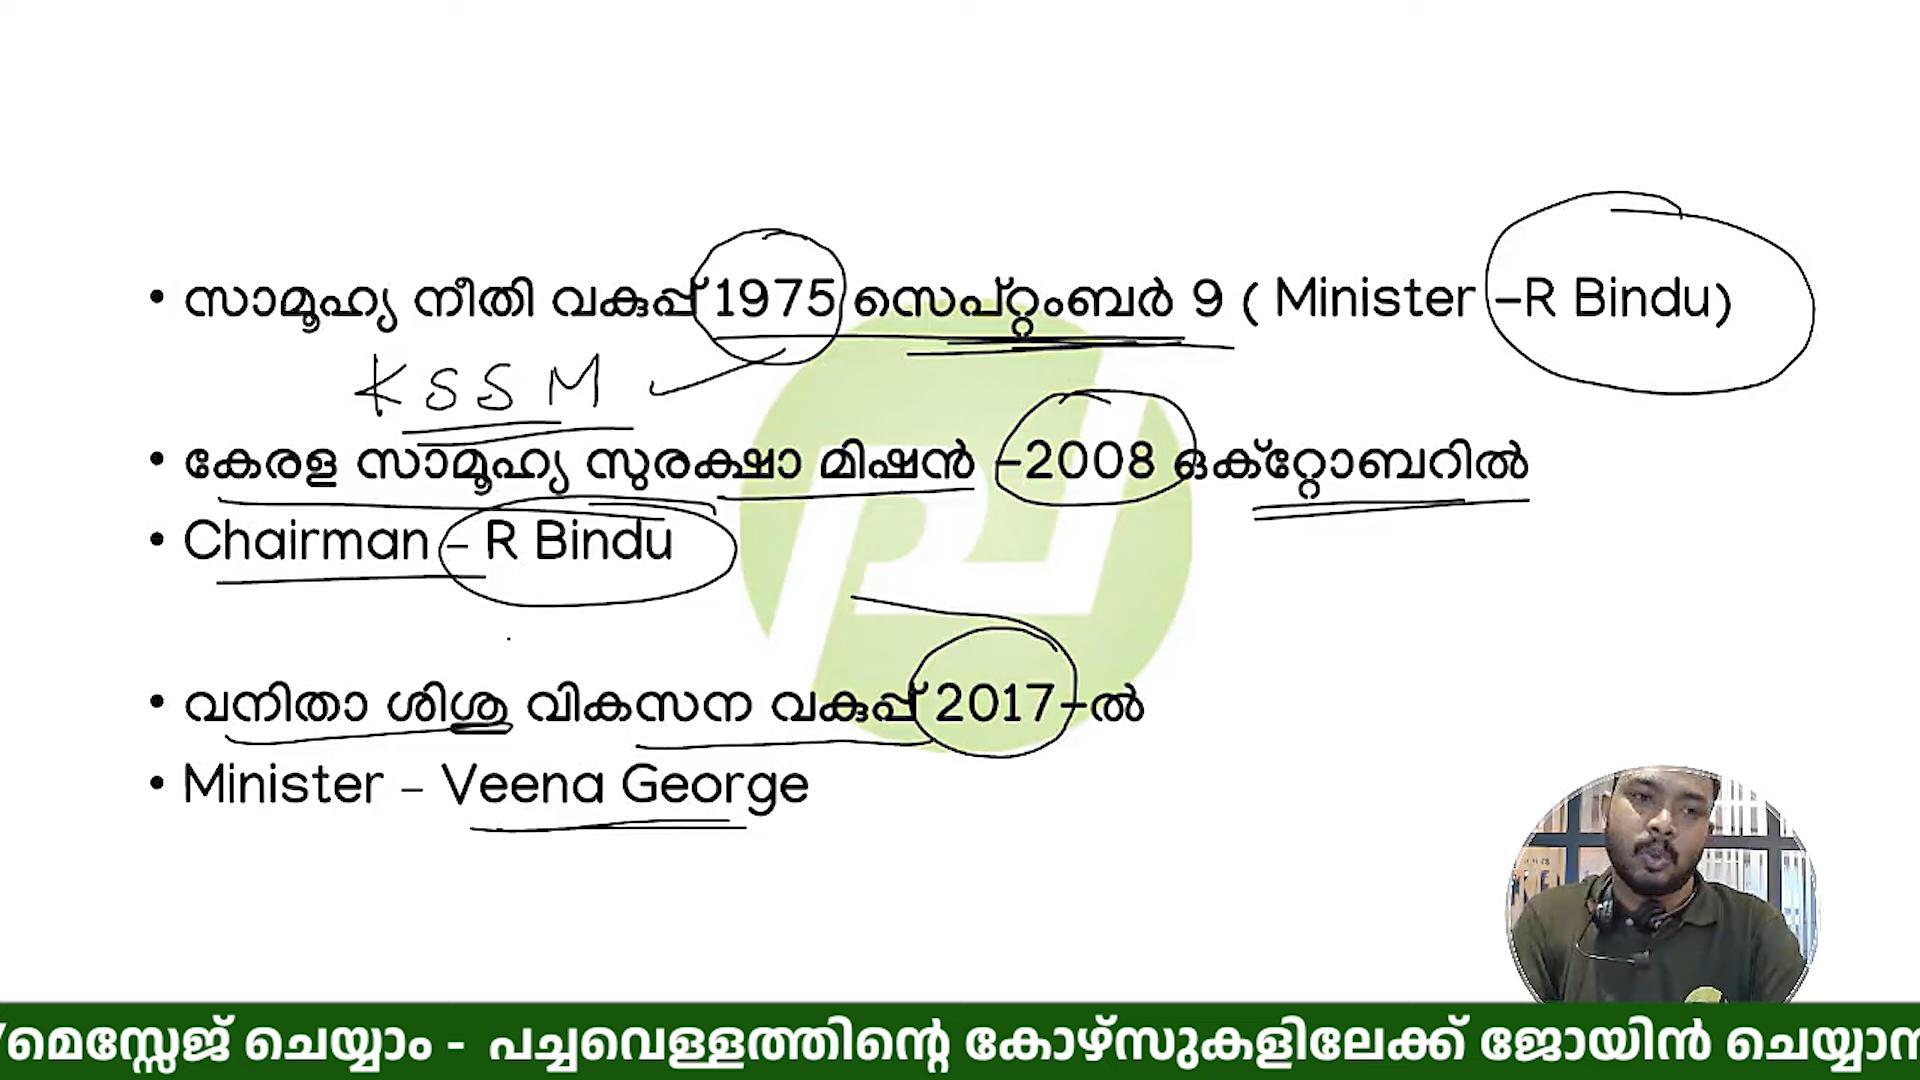 • സാമൂഹ്യ നീതി വകുപ്പ് 1975 സെപ്റ്റംബർ 9 ( Minister -R Bindu)
KSSM
• കേരള സാമൂഹ്യ സുരക്ഷാ മിഷൻ -2008 ഒക്റ്റോബറിൽ
• Chairman - R Bindu
• വനിതാ ശിശു വികസന വകുപ്പ് 2017-ൽ
• Minister - Veena George
/മെസ്സേജ് ചെയ്യാം - പച്ചവെള്ളത്തിന്റെ കോഴ്സുകളിലേക്ക് ജോയിൻ ചെയ്യാൻ